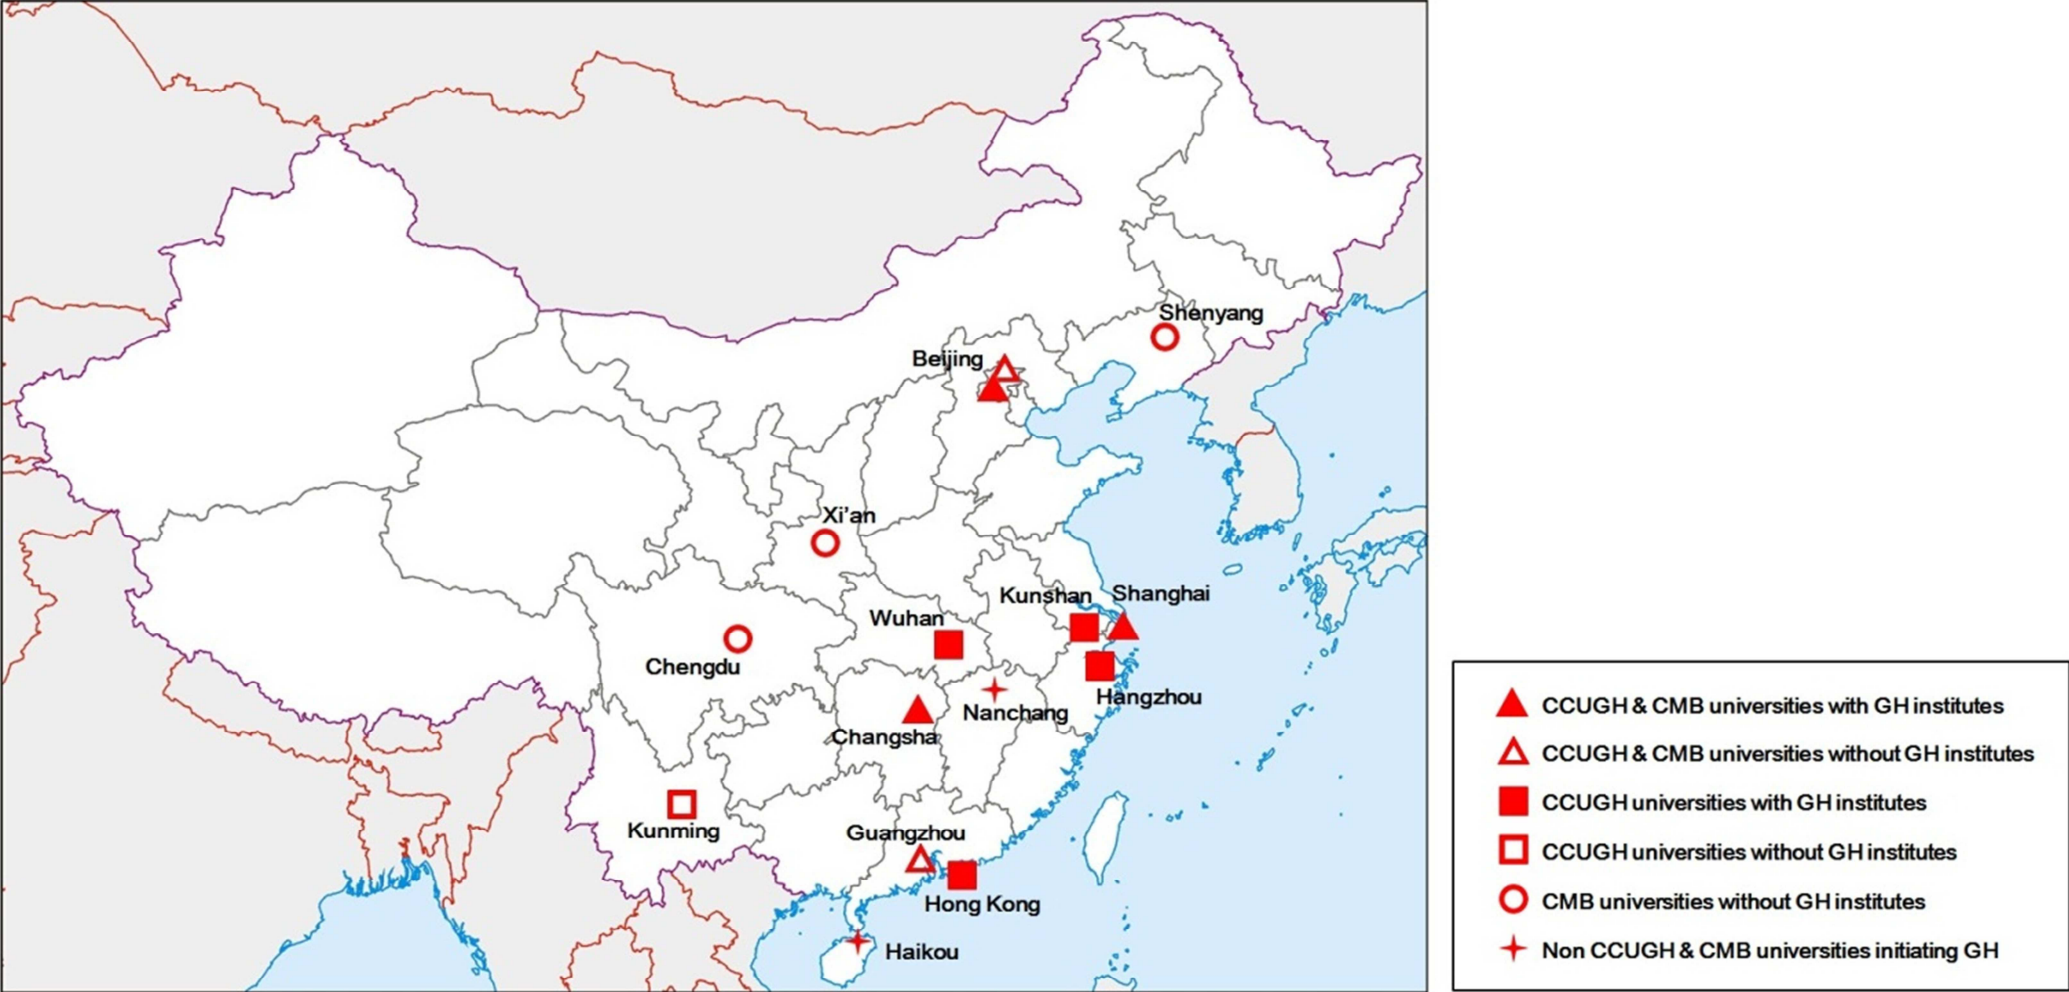 Shenyang
Beijing
Xi'an
Kunshan
Shanghai
Wuhan
Chengdu
Hangzhou
Nanchang
Changsha
Kunming
Guangzhou
Hong Kong
Haikou
CCUGH & CMB universities with GH institutes
CCUGH & CMB universities without GH institutes
CCUGH universities with GH institutes
CCUGH universities without GH institutes
CMB universities without GH institutes
Non CCUGH & CMB universities initiating GH